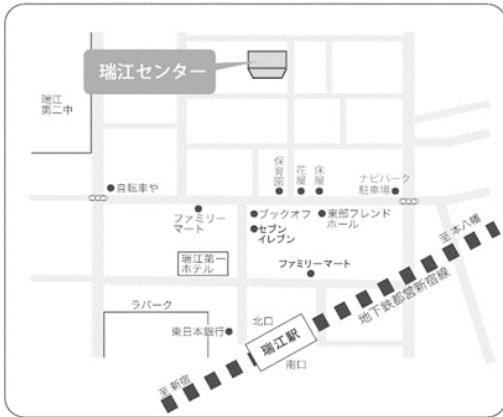 瑞江センター
瑞江
第二中
保育園
花屋
床屋
ナビパーク
駐車場
自転車や
ファミリー
マート
ブックオフ
セブン
イレブン
東部フレンド
ホール
至本八幡
瑞江第一
ホテル
ファミリーマート
地下鉄都営新宿線
ラパーク
北口
東日本銀行
瑞江駅
南口
至新宿